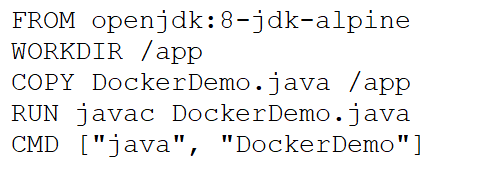 FROM openjdk:8-jdk-alpine
WORKDIR /app
COPY DockerDemo.java /app
RUN javac DockerDemo.java
CMD ["java", "DockerDemo"]